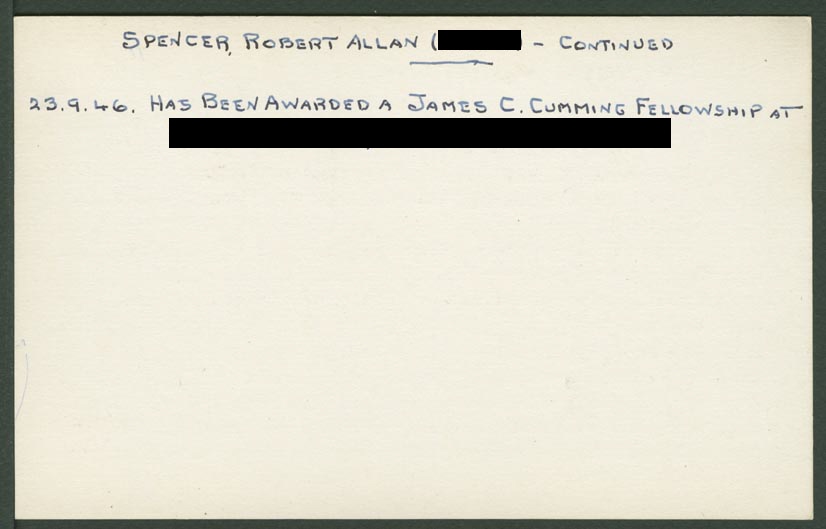 SPENCER, ROBERT ALLAN ( ) - CONTINUED
23.9.46. HAS BEEN AWARDED A JAMES C. CUMMING FELLOWSHIP AT